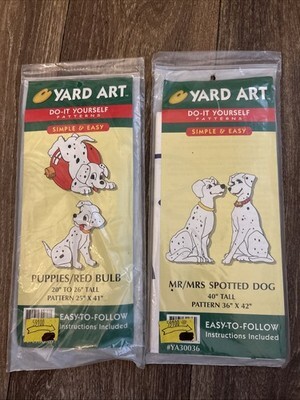 YARD ART
DO-IT YOURSELF
PATTERNS
SIMPLE & EASY
PUPPIES/RED BULB
20" TO 26" TALL
PATTERN 25" X 41"
EASY-TO-FOLLOW
Instructions Included
YARD ART
DO-IT YOURSELF
PATTERNS
SIMPLE & EASY
MR/MRS SPOTTED DOG
40" TALL
PATTERN 36" X 42"
EASY-TO-FOLLOW
Instructions Included
#YA30036